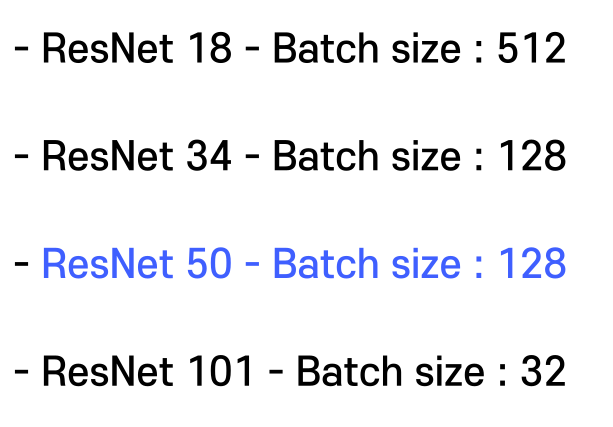 - ResNet 18 - Batch size : 512
- ResNet 34 - Batch size : 128
- ResNet 50 - Batch size : 128
- ResNet 101 - Batch size : 32